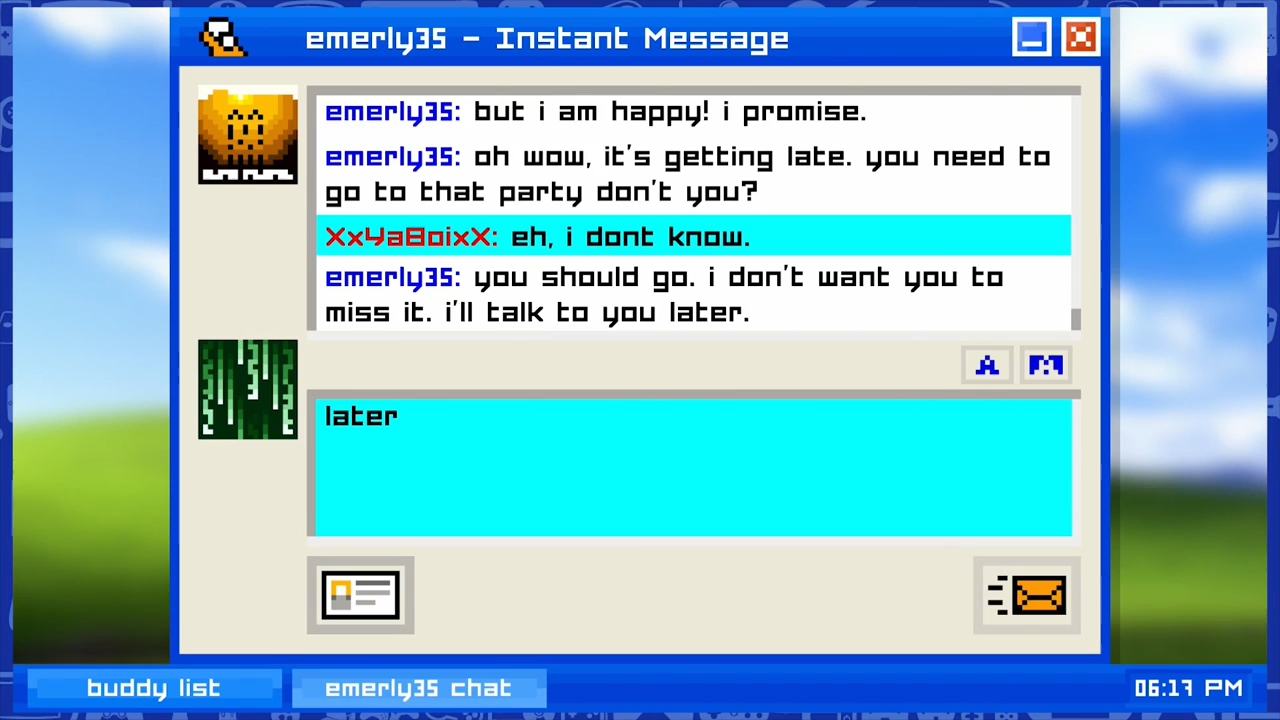 emerly35 - Instant Message
emerly35: but i am happy! i promise.
emerly35: oh wow, it's getting late. you need to
go to that party don't you?
XxYaBoixX: eh, i dont know.
emerly35: you should go. i don't want you to
miss it. i'll talk to you later.
A
later
buddy list
emerly35 chat
06:17 PM